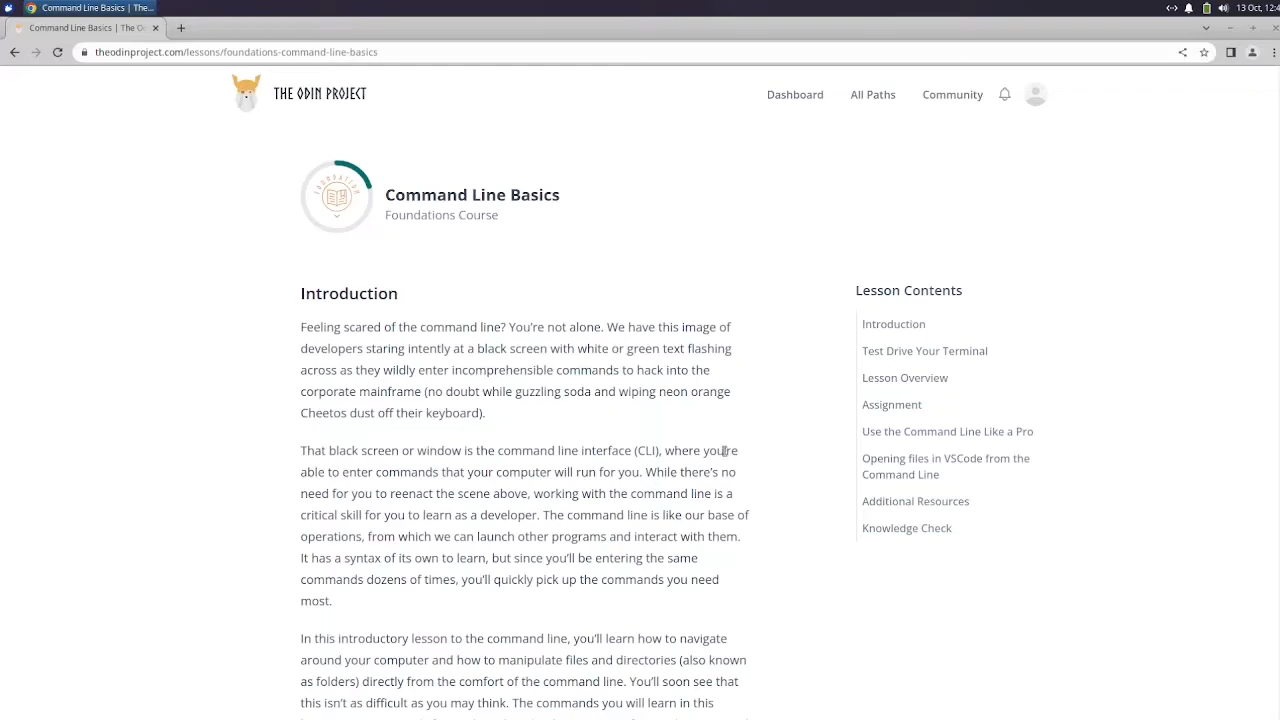 Command Line Basics | The...
13 Oct, 12:4
Command Line Basics | The O
theodinproject.com/lessons/foundations-command-line-basics
THE ODIN PROJECT
Dashboard
All Paths
Community
FOUNDATION
Command Line Basics
Foundations Course
Introduction
Feeling scared of the command line? You’re not alone. We have this image of
developers staring intently at a black screen with white or green text flashing
across as they wildly enter incomprehensible commands to hack into the
corporate mainframe (no doubt while guzzling soda and wiping neon orange
Cheetos dust off their keyboard).
That black screen or window is the command line interface (CLI), where you’re
able to enter commands that your computer will run for you. While there’s no
need for you to reenact the scene above, working with the command line is a
critical skill for you to learn as a developer. The command line is like our base of
operations, from which we can launch other programs and interact with them.
It has a syntax of its own to learn, but since you’ll be entering the same
commands dozens of times, you’ll quickly pick up the commands you need
most.
In this introductory lesson to the command line, you’ll learn how to navigate
around your computer and how to manipulate files and directories (also known
as folders) directly from the comfort of the command line. You’ll soon see that
this isn’t as difficult as you may think. The commands you will learn in this
Lesson Contents
Introduction
Test Drive Your Terminal
Lesson Overview
Assignment
Use the Command Line Like a Pro
Opening files in VSCode from the
Command Line
Additional Resources
Knowledge Check